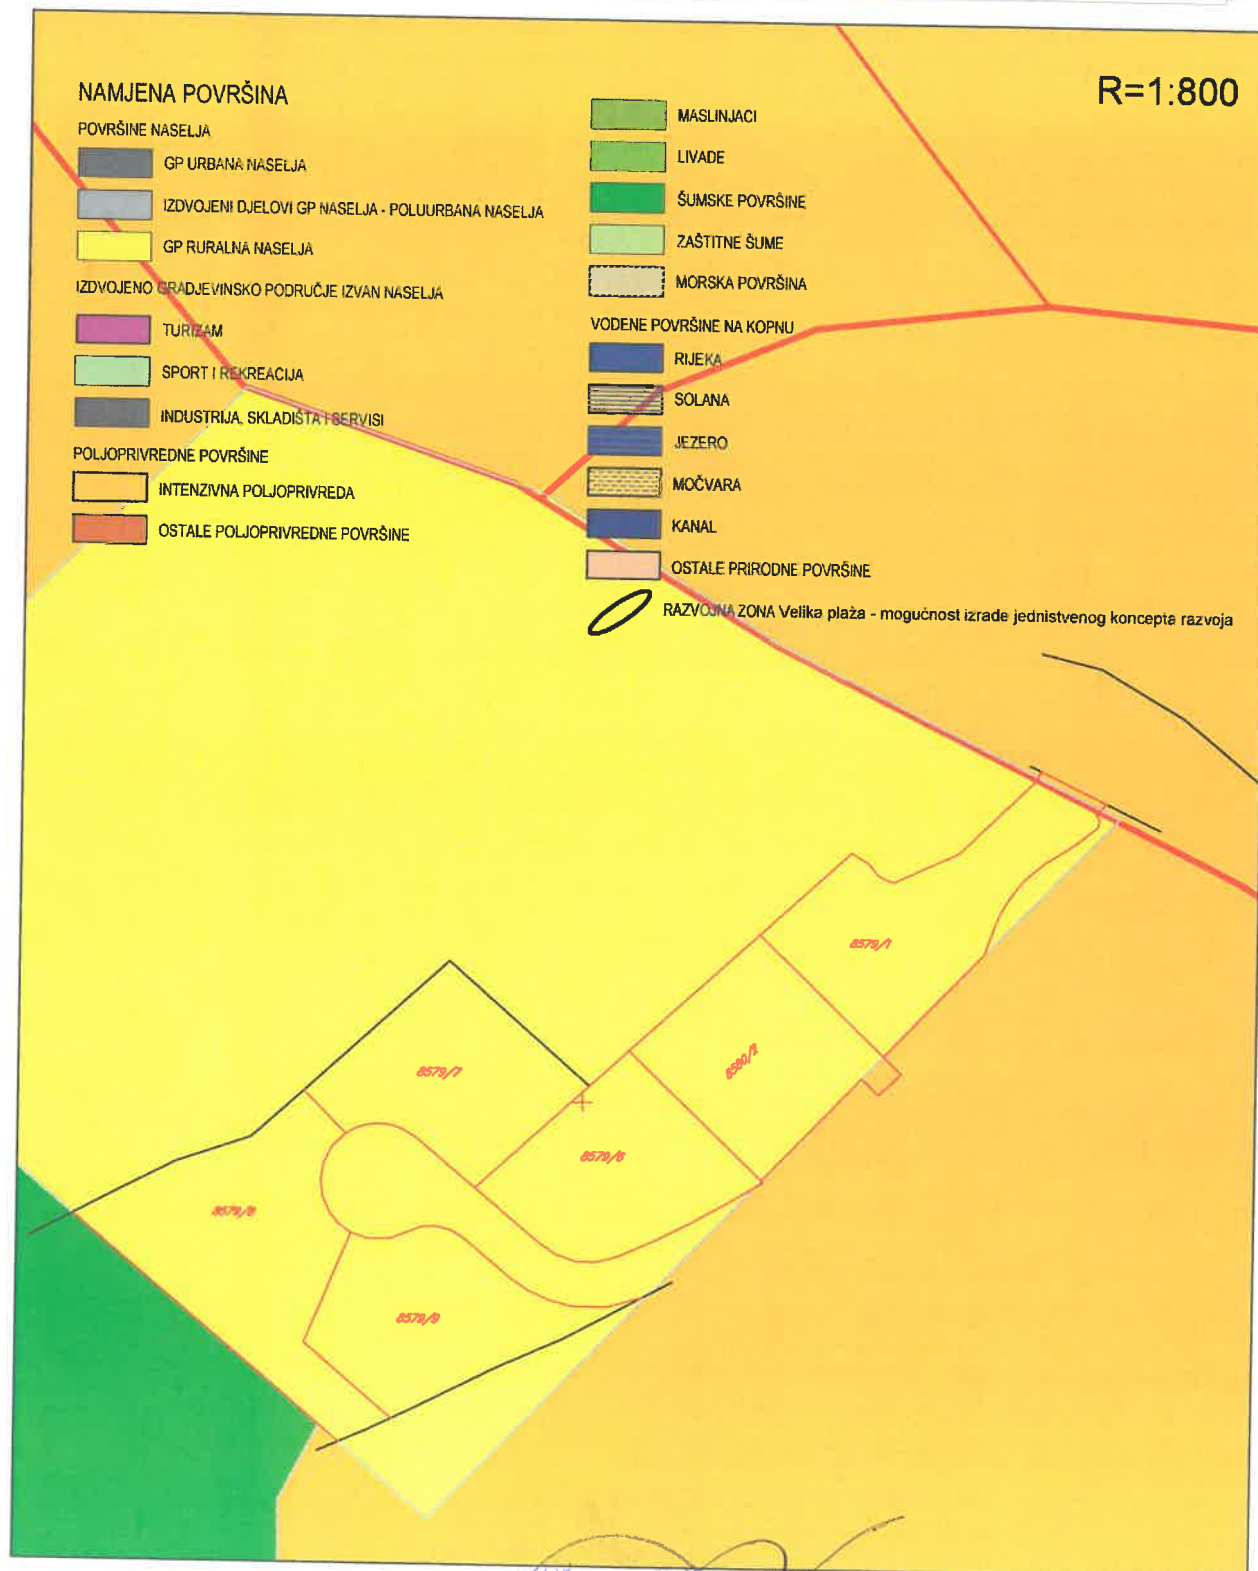 R=1:800
NAMJENA POVRŠINA
POVRŠINE NASELJA
GP URBANA NASELJA
IZDVOJENI DJELOVI GP NASELJA - POLUURBANA NASELJA
GP RURALNA NASELJA
IZDVOJENO GRADJEVINSKO PODRUČJE IZVAN NASELJA
TURIZAM
SPORT I REKREACIJA
INDUSTRIJA, SKLADIŠTA I SERVISI
POLJOPRIVREDNE POVRŠINE
INTENZIVNA POLJOPRIVREDA
OSTALE POLJOPRIVREDNE POVRŠINE
MASLINJACI
LIVADE
ŠUMSKE POVRŠINE
ZAŠTITNE ŠUME
MORSKA POVRŠINA
VODENE POVRŠINE NA KOPNU
RIJEKA
SOLANA
JEZERO
MOČVARA
KANAL
OSTALE PRIRODNE POVRŠINE
RAZVOJNA ZONA Velika plaža - mogućnost izrade jednistvenog koncepta razvoja
8579/1
8580/2
8579/7
8579/6
8579/8
8579/9